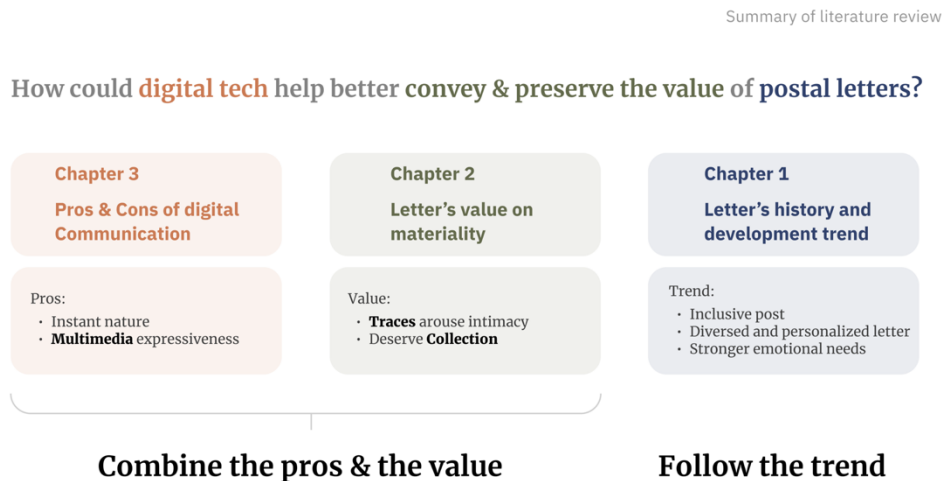 Summary of literature review
How could digital tech help better convey & preserve the value of postal letters?
Chapter 3
Pros & Cons of digital
Communication
Pros:
· Instant nature
· Multimedia expressiveness
Chapter 2
Letter's value on
materiality
Value:
· Traces arouse intimacy
· Deserve Collection
Chapter 1
Letter's history and
development trend
Trend:
· Inclusive post
· Diversed and personalized letter
· Stronger emotional needs
Combine the pros & the value
Follow the trend